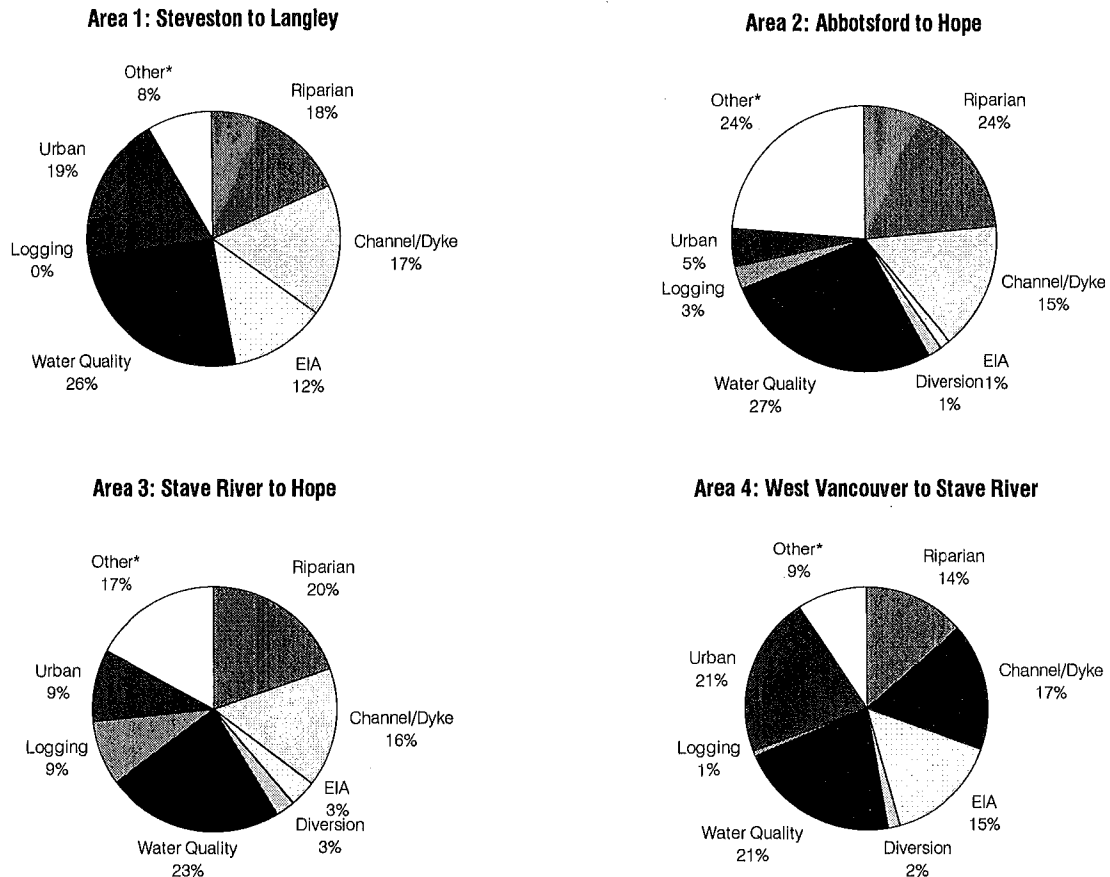 Area 1: Steveston to Langley
Other*
8%
Riparian
18%
Urban
19%
Channel/Dyke
17%
Logging
0%
Water Quality
26%
EIA
12%
Area 2: Abbotsford to Hope
Other*
24%
Riparian
24%
Urban
5%
Channel/Dyke
15%
Logging
3%
EIA
1%
Water Quality
27%
Diversion
1%
Area 3: Stave River to Hope
Other*
17%
Riparian
20%
Urban
9%
Channel/Dyke
16%
Logging
9%
EIA
3%
Diversion
3%
Water Quality
23%
Area 4: West Vancouver to Stave River
Other*
9%
Riparian
14%
Urban
21%
Channel/Dyke
17%
Logging
1%
EIA
15%
Water Quality
21%
Diversion
2%